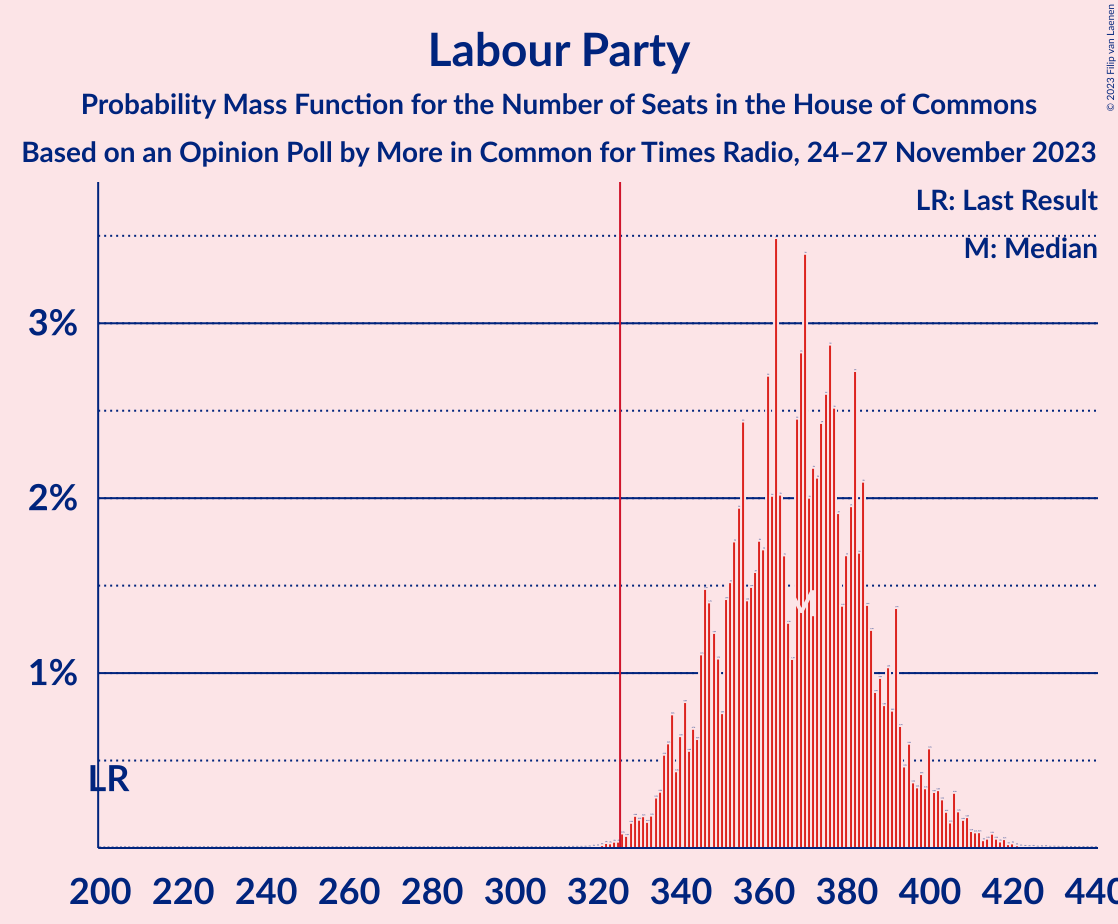 Labour Party
Probability Mass Function for the Number of Seats in the House of Commons
Based on an Opinion Poll by More in Common for Times Radio, 24–27 November 2023
© 2023 Filip van Laenen
LR: Last Result
M: Median
3%
2%
1%
M
LR
200 220 240 260 280 300 320 340 360 380 400 420 440